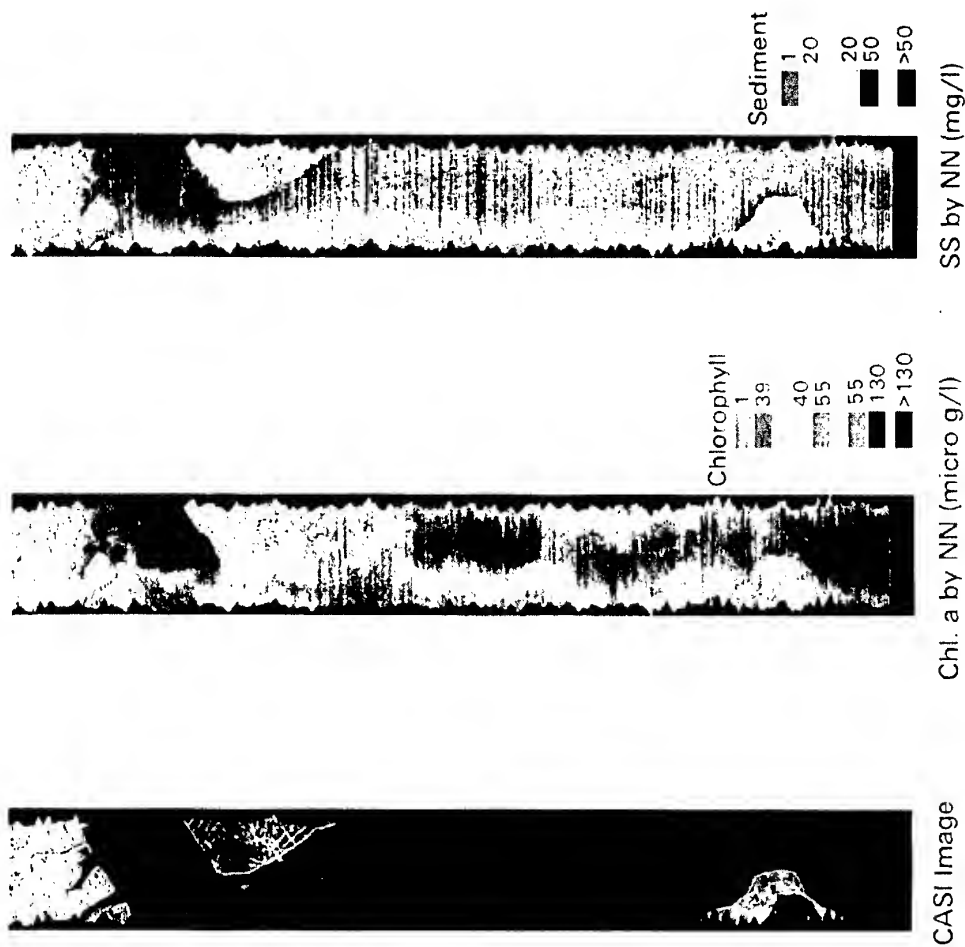 CASI Image
Chl. a by NN (micro g/l)
Chlorophyll
1
39
40
55
55
130
>130
SS by NN (mg/l)
Sediment
1
20
20
50
>50